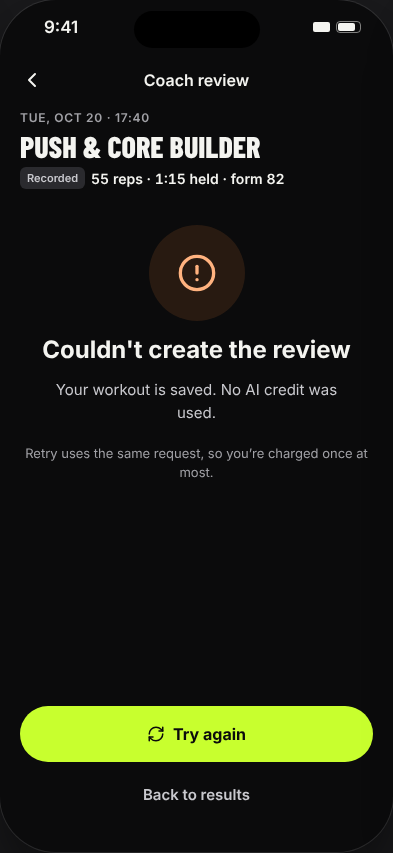 9:41
Coach review
TUE, OCT 20 · 17:40
PUSH & CORE BUILDER
Recorded 55 reps · 1:15 held · form 82
Couldn't create the review
Your workout is saved. No AI credit was
used.
Retry uses the same request, so you’re charged once at
most.
Try again
Back to results